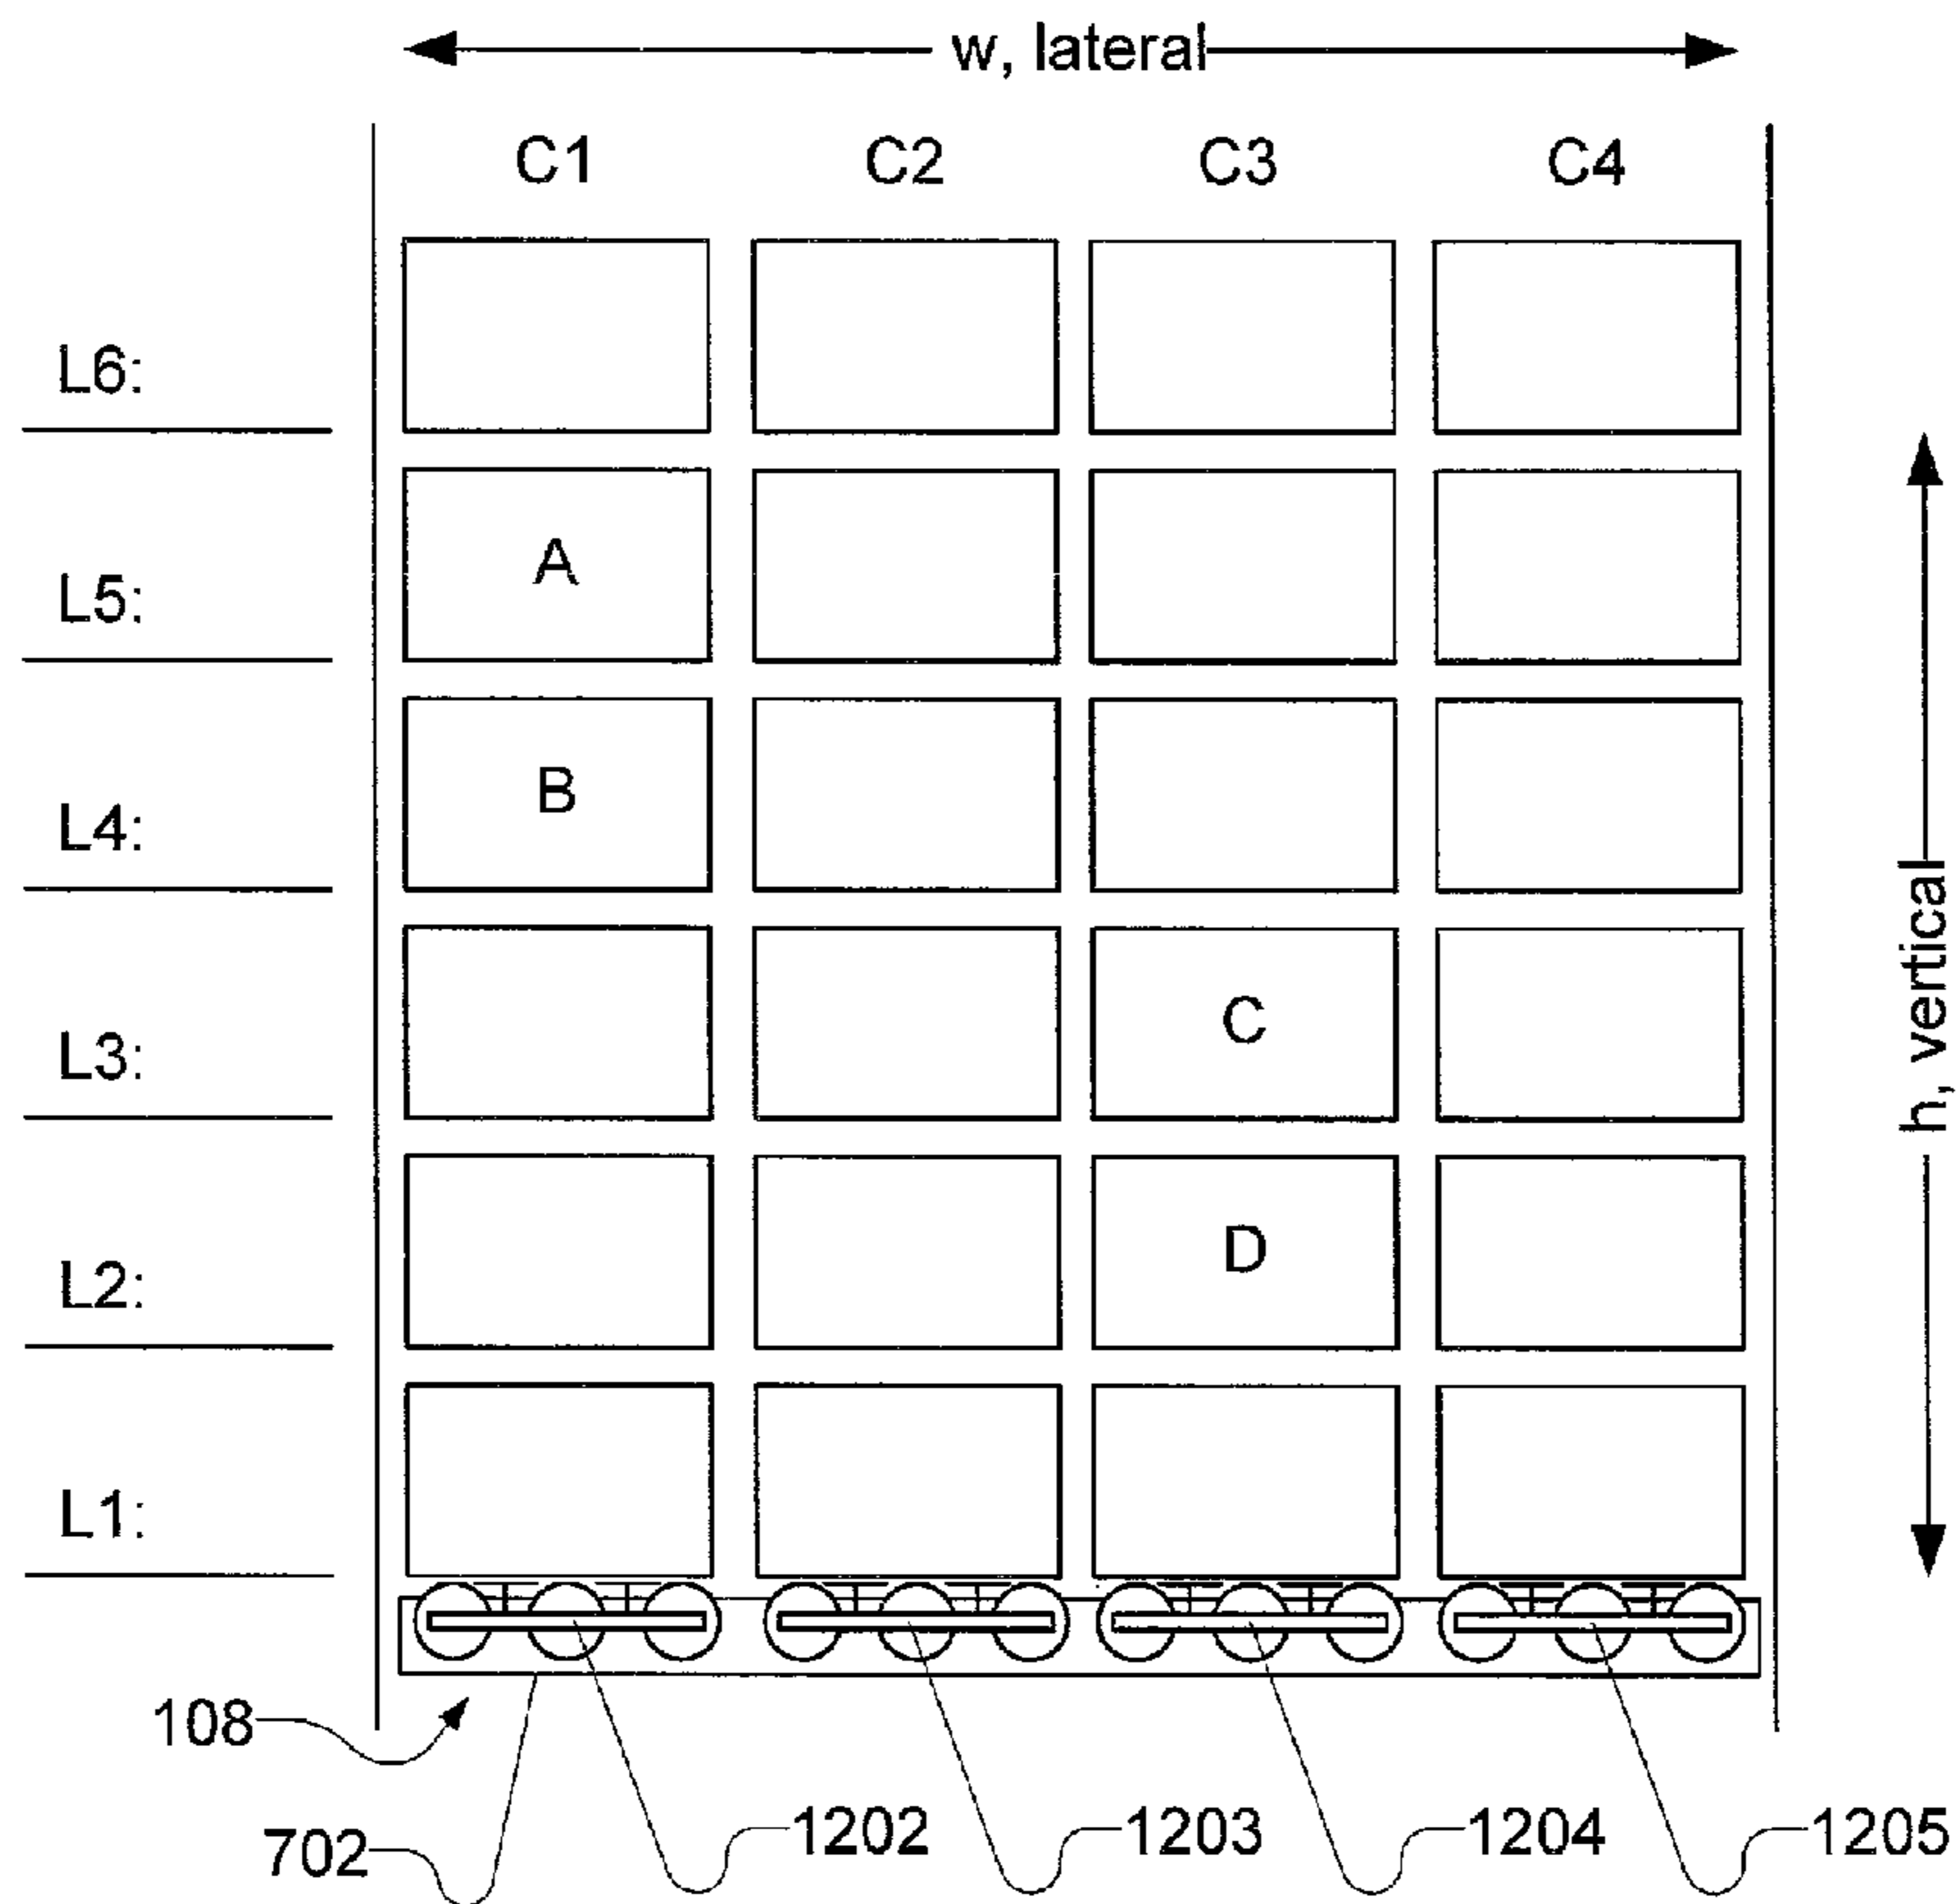 w, lateral
C1 C2 C3 C4
L6:
L5:
A
L4:
B
L3:
C
h, vertical
L2:
D
L1:
108
702
1202
1203
1204
1205